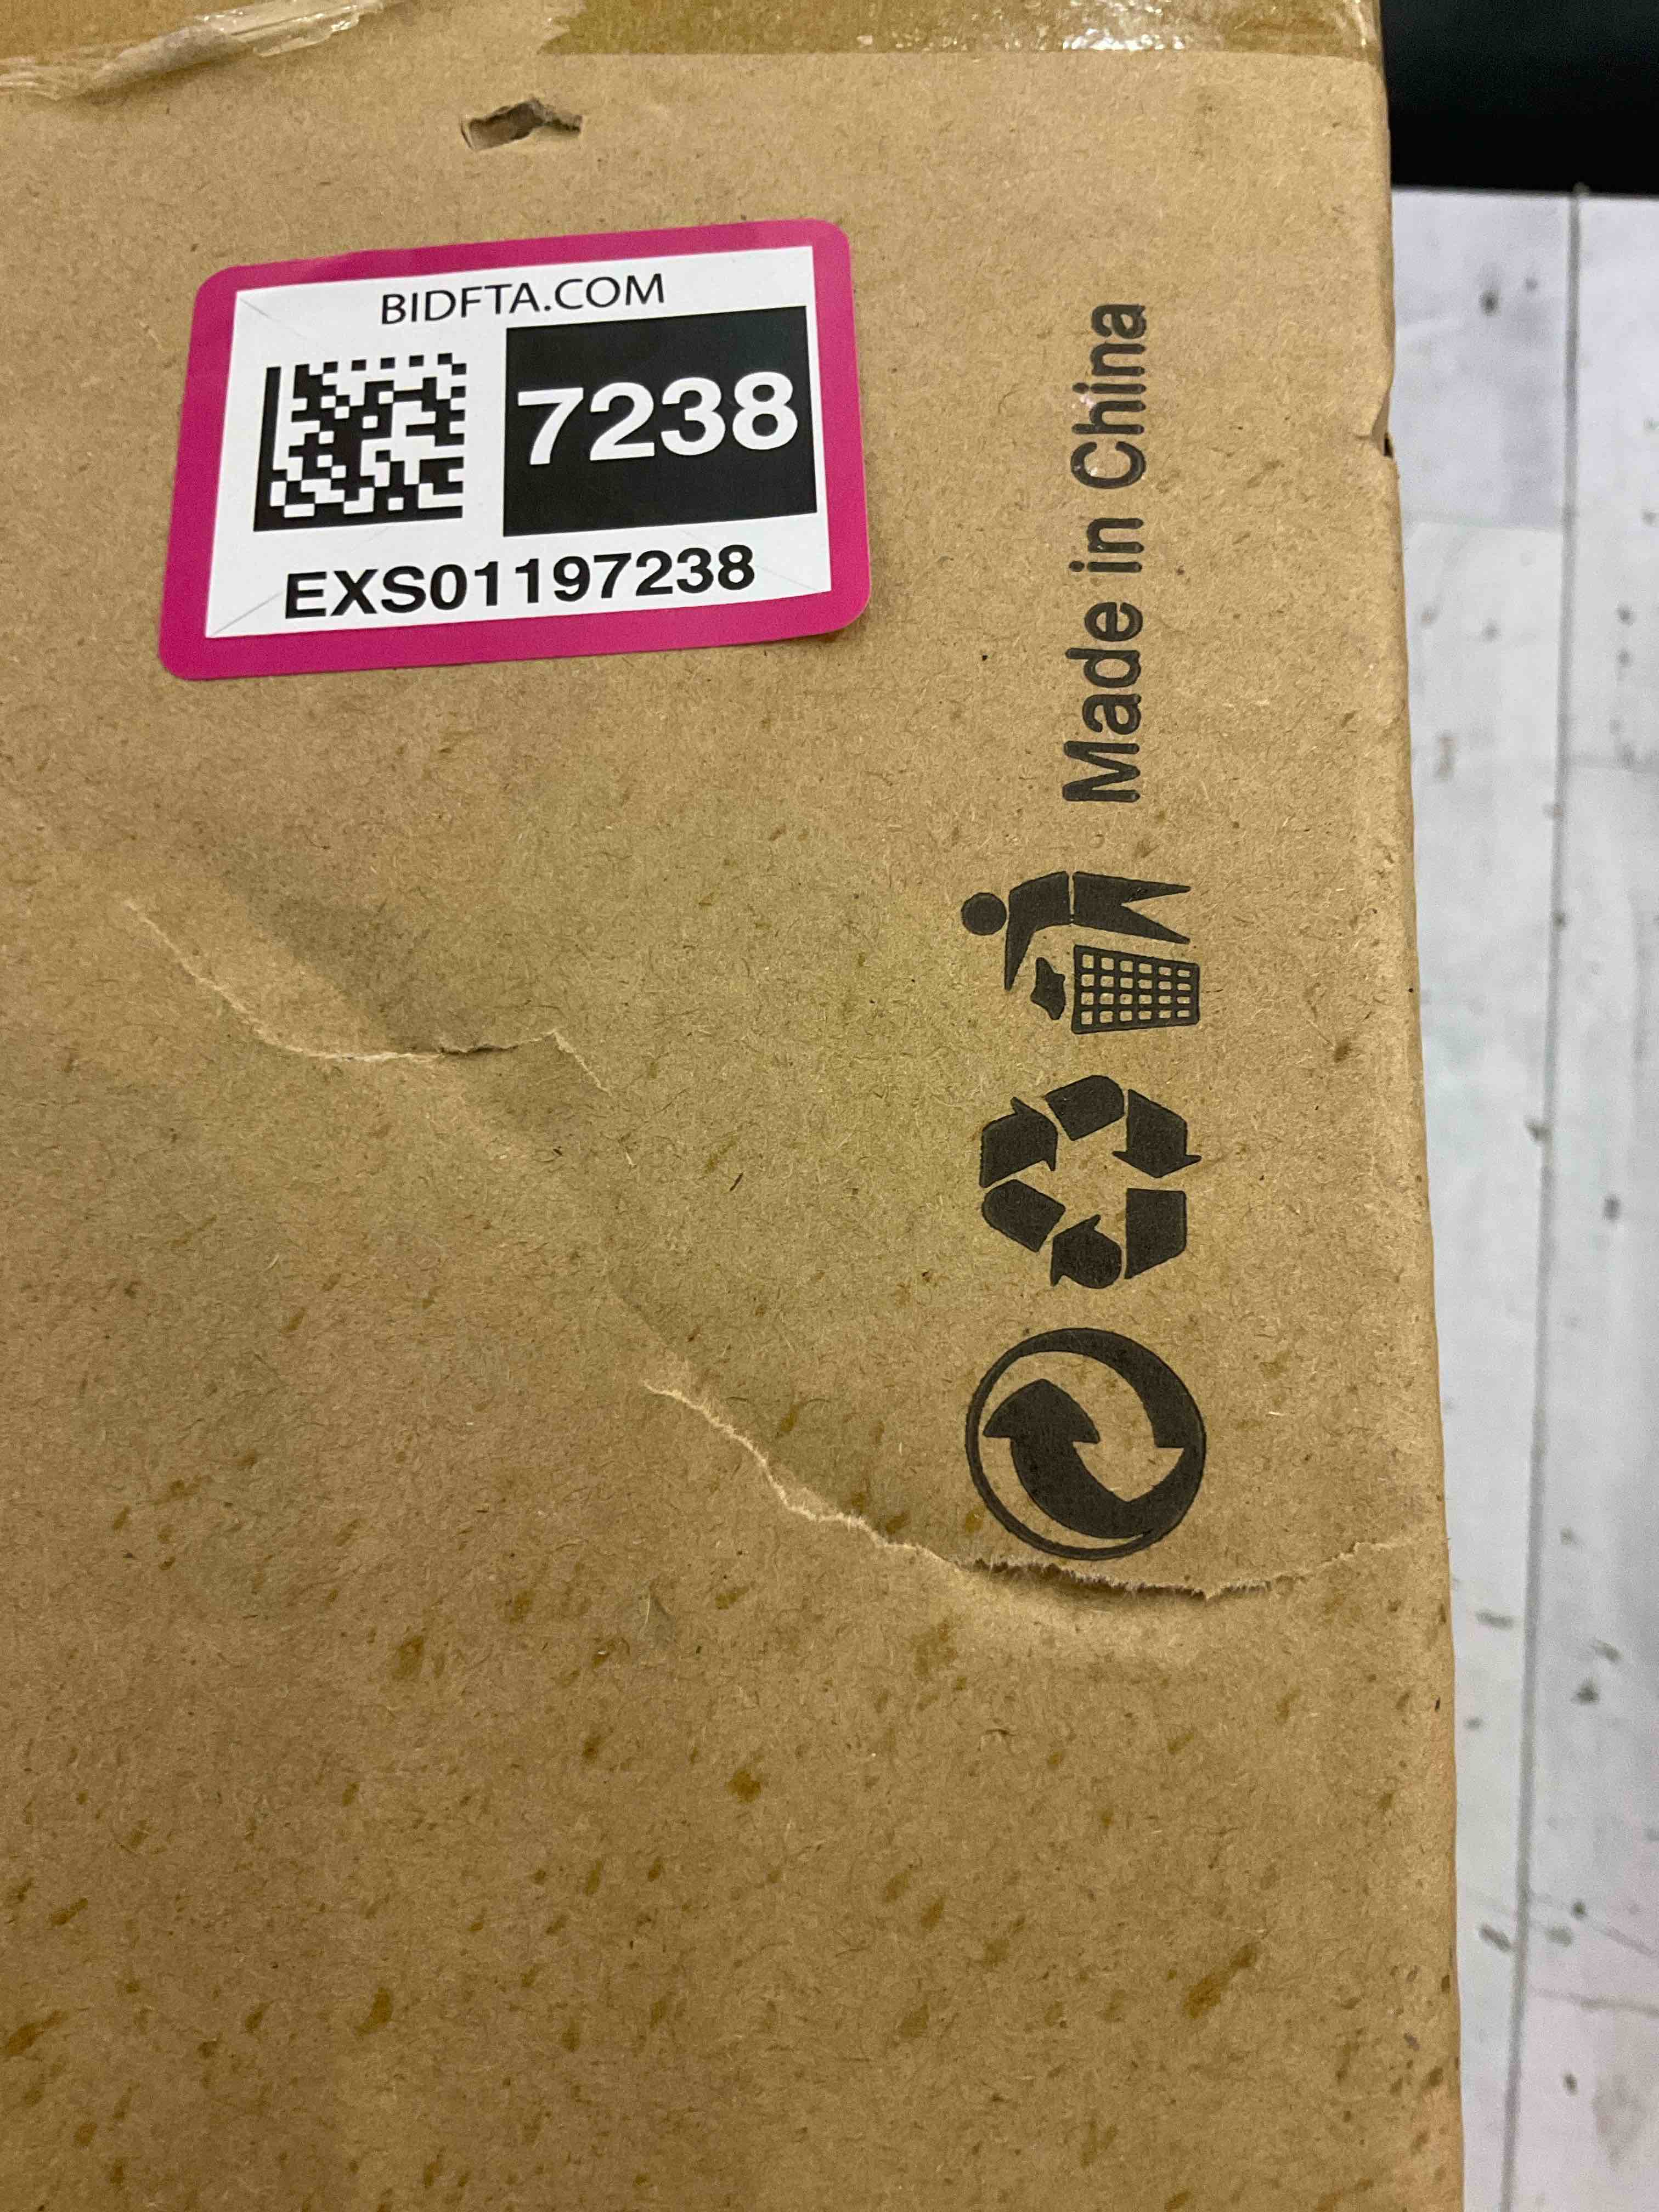 BIDFTA.COM
7238
EXS01197238
Made in China